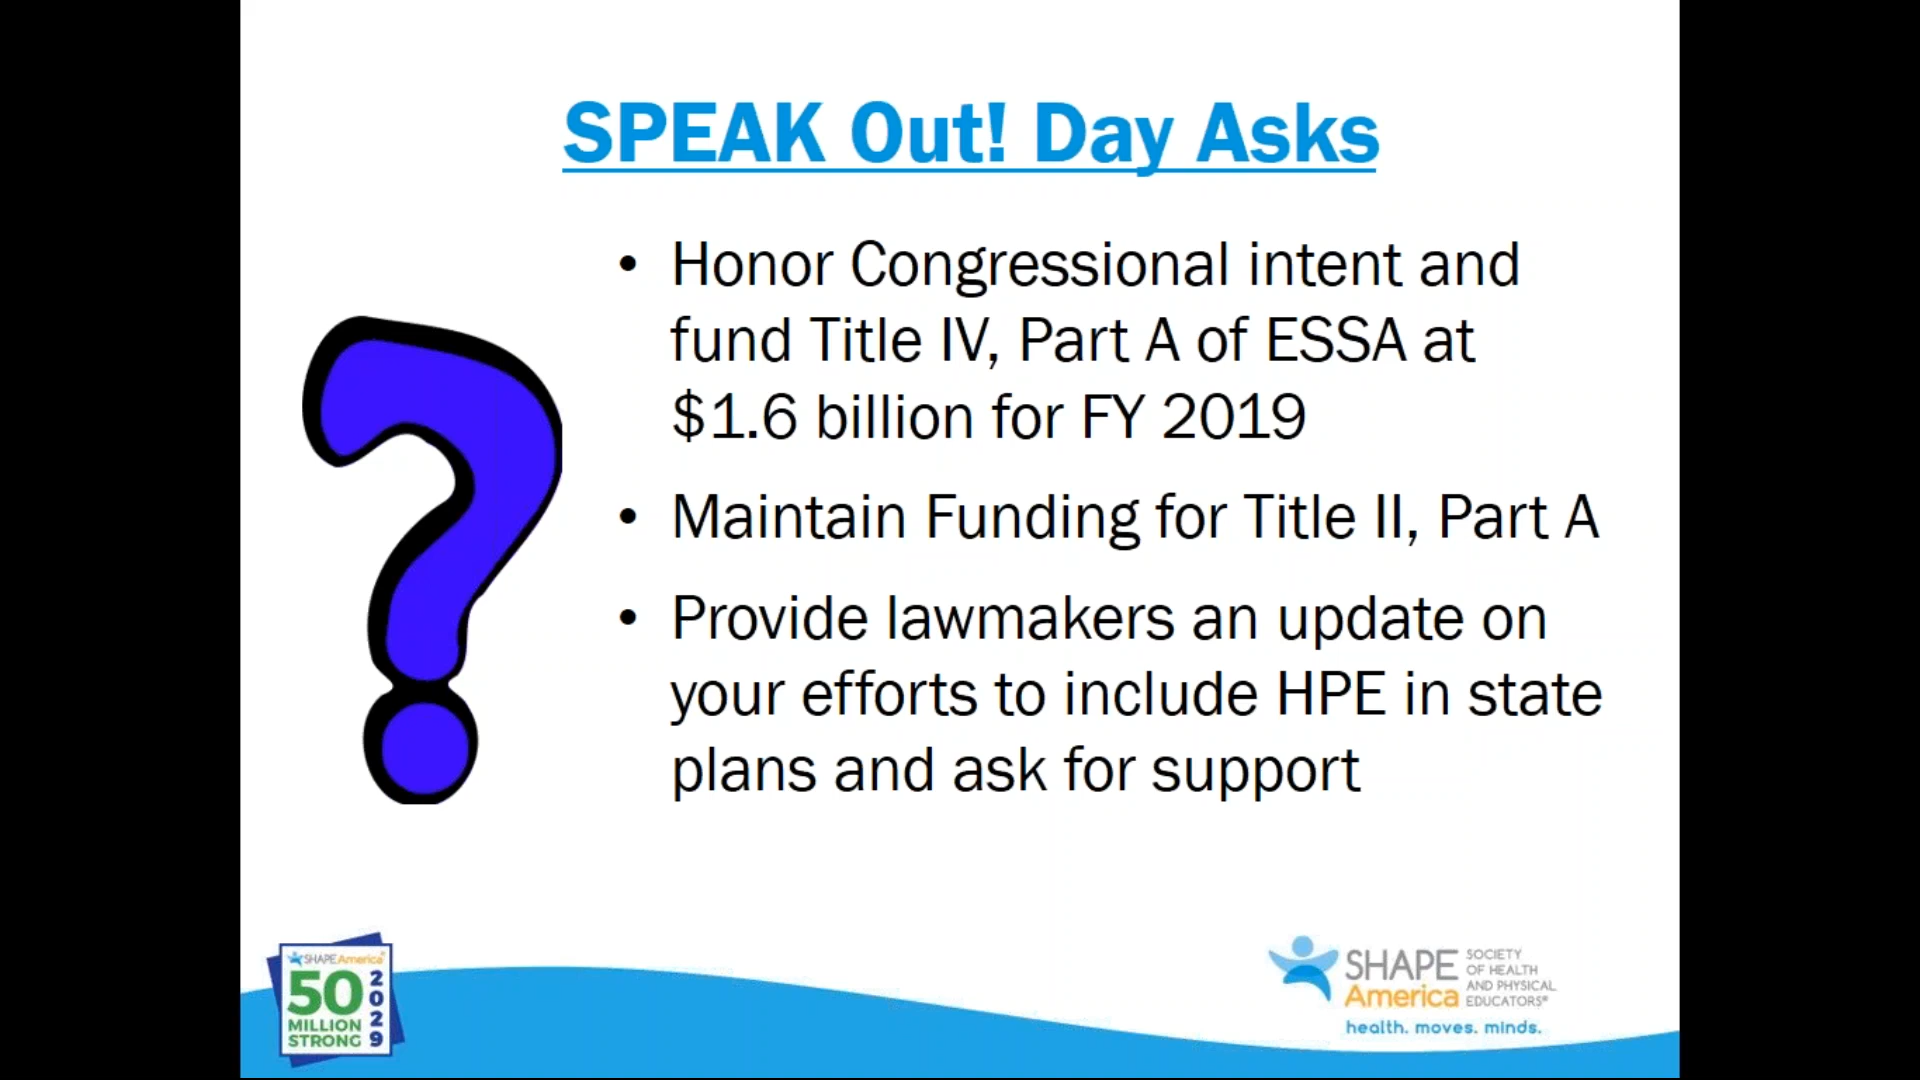 SPEAK Out! Day Asks
• Honor Congressional intent and
fund Title IV, Part A of ESSA at
$1.6 billion for FY 2019
• Maintain Funding for Title II, Part A
• Provide lawmakers an update on
your efforts to include HPE in state
plans and ask for support
SHAPE America®
50
MILLION
STRONG
2029
SHAPE
America
SOCIETY
OF HEALTH
AND PHYSICAL
EDUCATORS®
health. moves. minds.